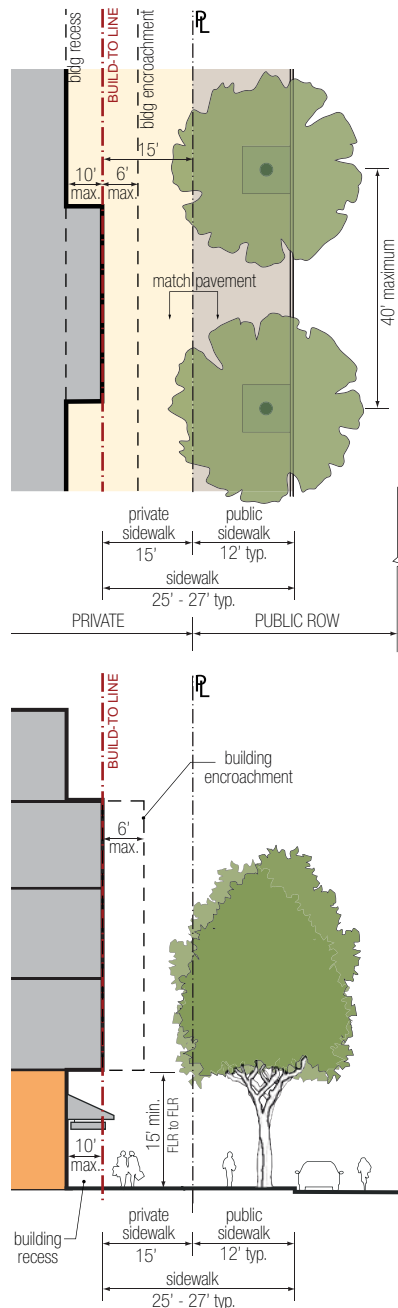 bldg recess
BUILD-TO LINE
bldg encroachment
PL
15'
10'
max.
6'
max.
match pavement
40' maximum
private
sidewalk
15'
public
sidewalk
12' typ.
sidewalk
25' - 27' typ.
PRIVATE
PUBLIC ROW
BUILD-TO LINE
PL
building
encroachment
6'
max.
15' min.
FLR to FLR
10'
max.
building
recess
private
sidewalk
15'
public
sidewalk
12' typ.
sidewalk
25' - 27' typ.